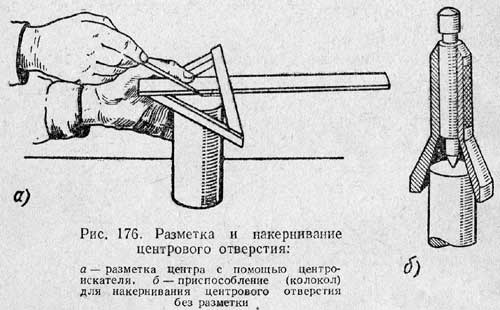 а)
Рис. 176. Разметка и накернивание
центрового отверстия:
а — разметка центра с помощью центро-
искателя, б — приспособление (колокол)
для накернивания центрового отверстия
без разметки
б)